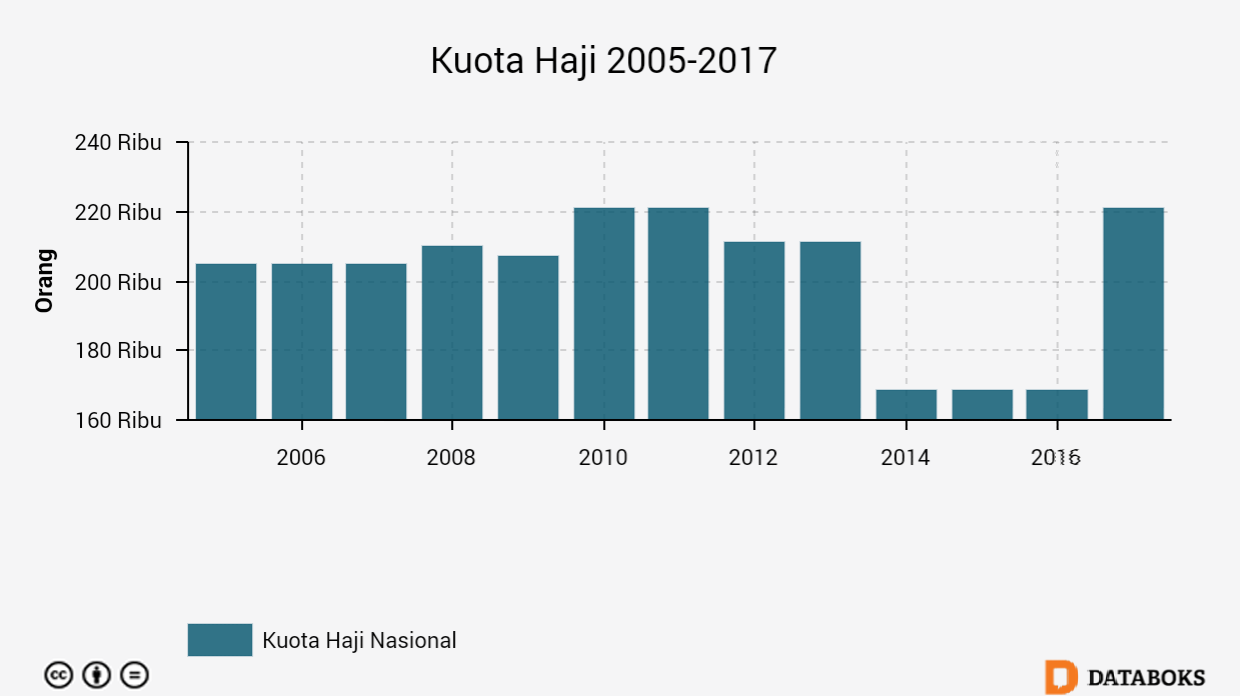 Kuota Haji 2005-2017
240 Ribu
220 Ribu
200 Ribu
180 Ribu
160 Ribu
Orang
2006 2008 2010 2012 2014 2016
Kuota Haji Nasional
cc
DATABOKS